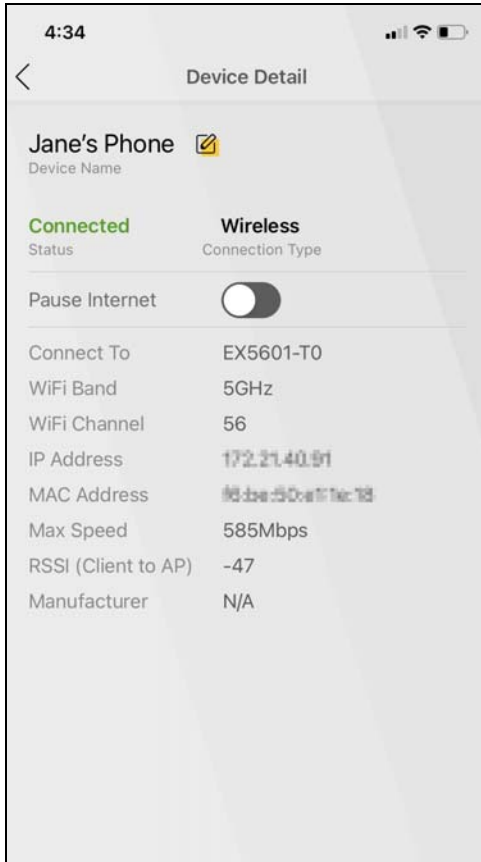 4:34
Device Detail
Jane's Phone
Device Name
Connected Wireless
Status Connection Type
Pause Internet
Connect To EX5601-T0
WiFi Band 5GHz
WiFi Channel 56
IP Address
MAC Address
Max Speed 585Mbps
RSSI (Client to AP) -47
Manufacturer N/A